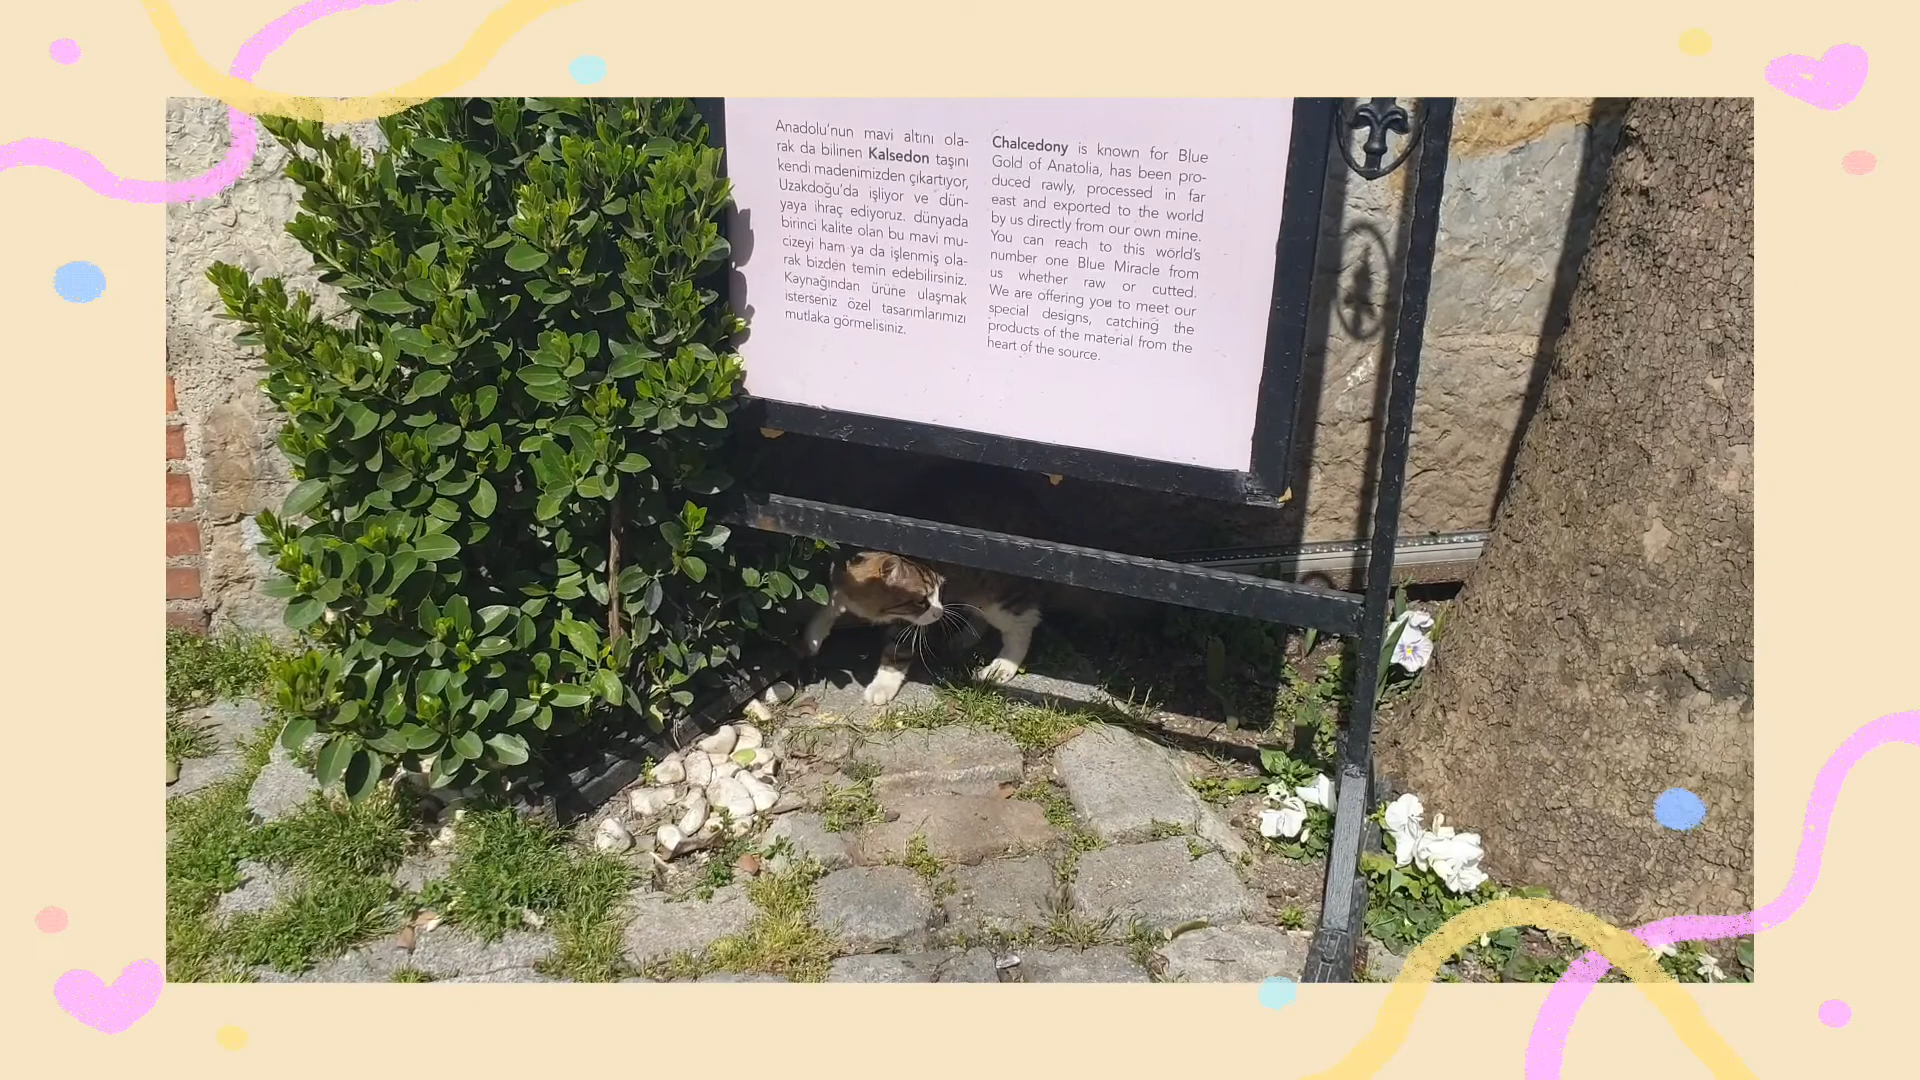 Anadolu'nun mavi altını ola-
rak da bilinen Kalsedon taşını
kendi madenimizden çıkartıyor,
Uzakdoğu'da işliyor ve dün-
yaya ihraç ediyoruz. dünyada
birinci kalite olan bu mavi mu-
cizeyi ham ya da işlenmiş ola-
rak bizden temin edebilirsiniz.
Kaynağından ürüne ulaşmak
isterseniz özel tasarımlarımızı
mutlaka görmelisiniz.
Chalcedony is known for Blue
Gold of Anatolia, has been pro-
duced rawly, processed in far
east and exported to the world
by us directly from our own mine.
You can reach to this world's
number one Blue Miracle from
us whether raw or cutted.
We are offering you to meet our
special designs, catching the
products of the material from the
heart of the source.